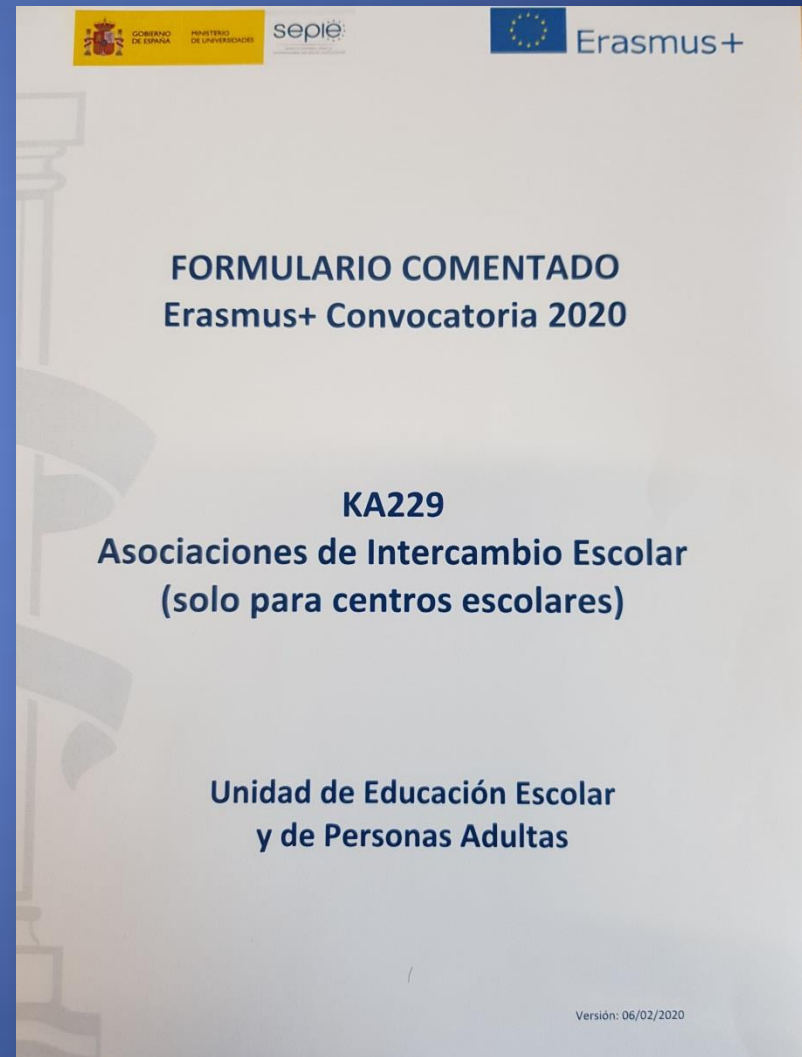 GOBIERNO
DE ESPAÑA
MINISTERIO
DE UNIVERSIDADES
sepie
Erasmus+
FORMULARIO COMENTADO
Erasmus+ Convocatoria 2020
KA229
Asociaciones de Intercambio Escolar
(solo para centros escolares)
Unidad de Educación Escolar
y de Personas Adultas
Versión: 06/02/2020